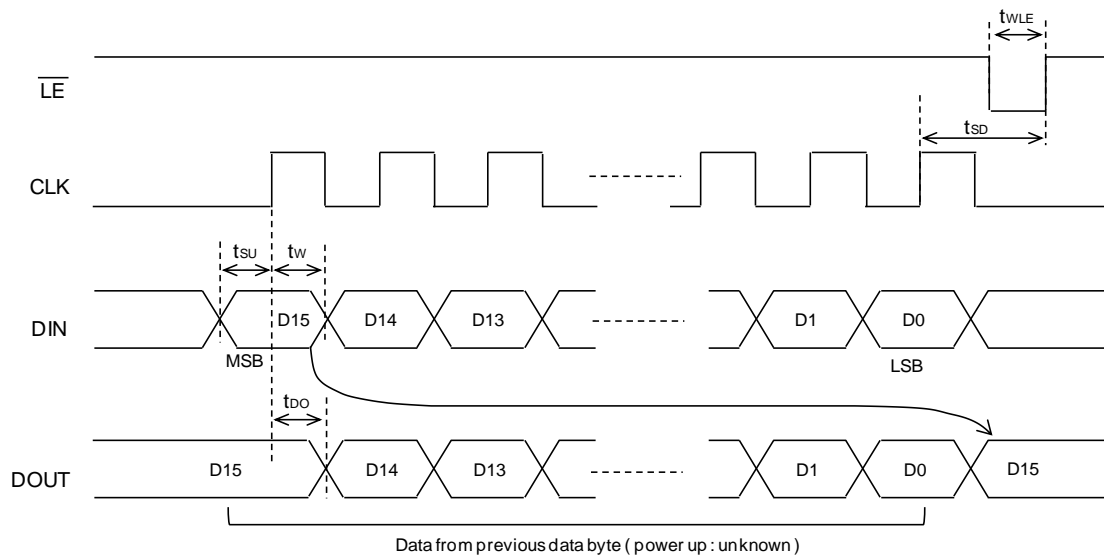 tWLE
LE
tSD
CLK
tSU
tW
DIN
D15
D14
D13
D1
D0
MSB
LSB
tDO
DOUT
D15
D14
D13
D1
D0
D15
Data from previous data byte ( power up : unknown )